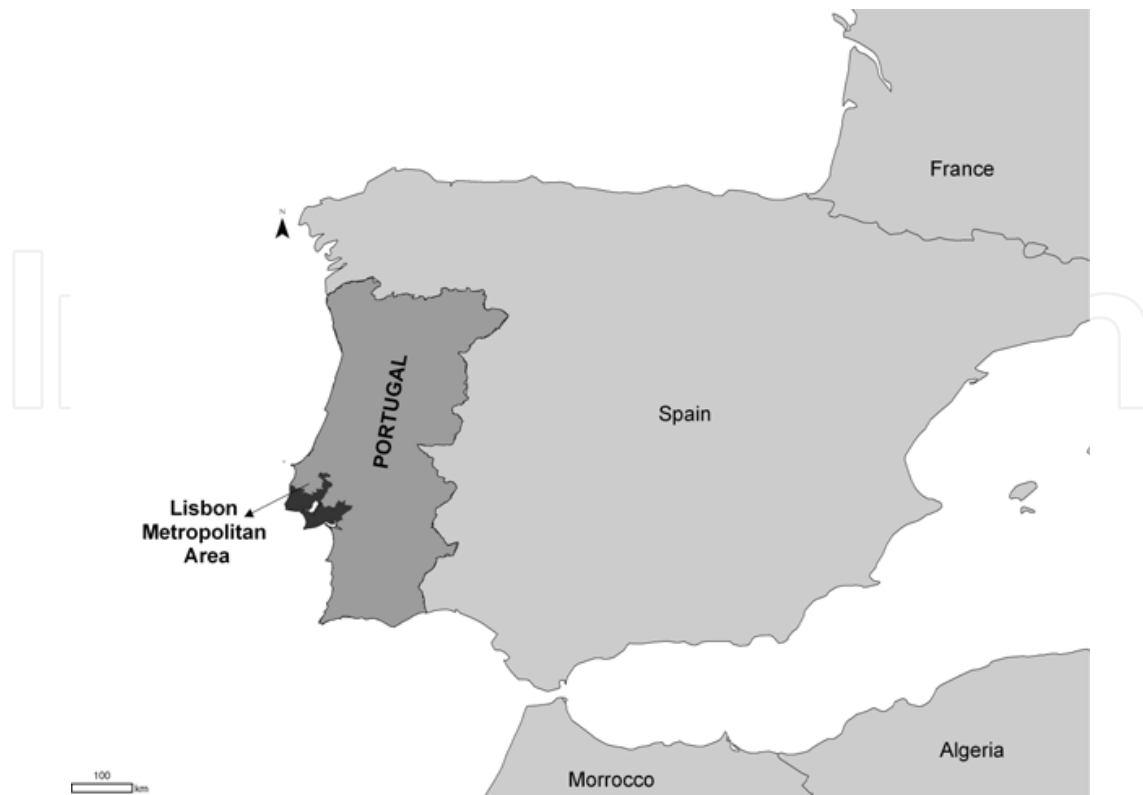 France
N
PORTUGAL
Spain
Lisbon
Metropolitan
Area
Algeria
Morrocco
100
km